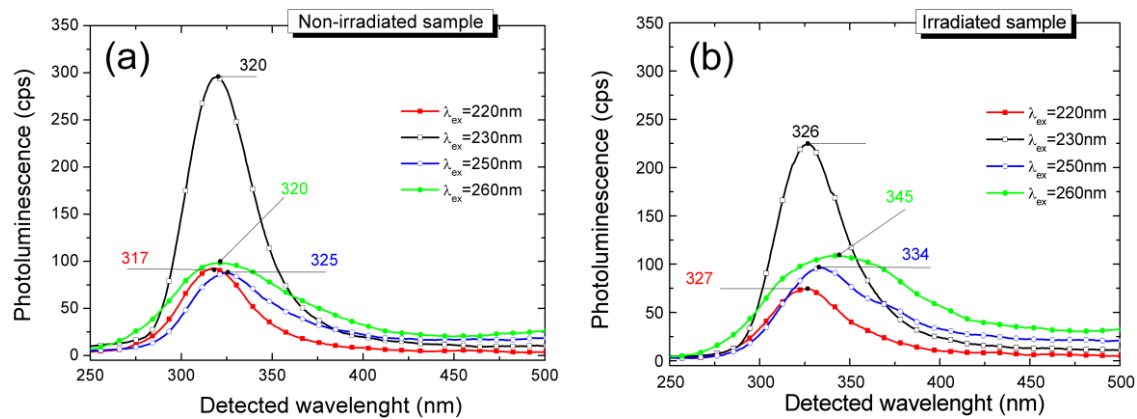 Non-irradiated sample
(a)
320
λex=220nm
λex=230nm
λex=250nm
λex=260nm
320
317
325
350
300
250
200
150
100
50
0
Photoluminescence (cps)
250 300 350 400 450 500
Detected wavelenght (nm)
Irradiated sample
(b)
326
λex=220nm
λex=230nm
λex=250nm
λex=260nm
345
334
327
350
300
250
200
150
100
50
0
Photoluminescence (cps)
250 300 350 400 450 500
Detected wavelenght (nm)